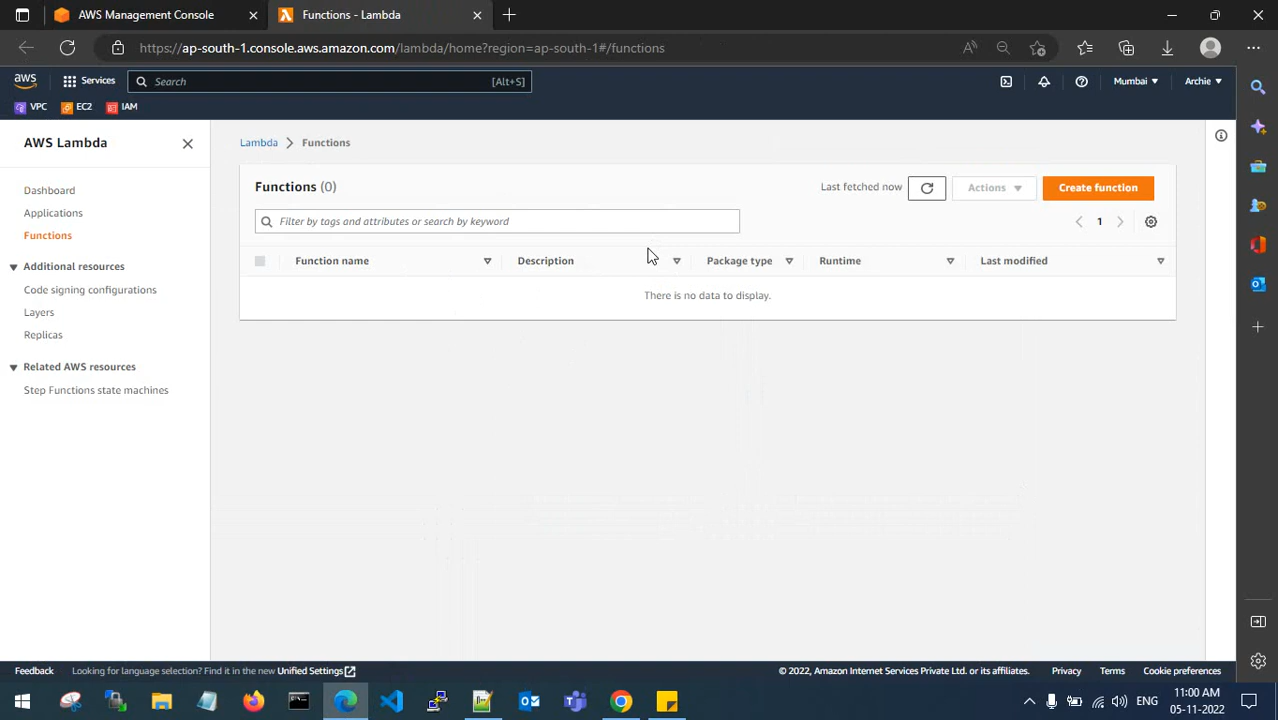 AWS Management Console
Functions - Lambda
https://ap-south-1.console.aws.amazon.com/lambda/home?region=ap-south-1#/functions
aws
Services
Search
[Alt+S]
Mumbai
Archie
VPC
EC2
IAM
AWS Lambda
Dashboard
Applications
Functions
Additional resources
Code signing configurations
Layers
Replicas
Related AWS resources
Step Functions state machines
Lambda
Functions
Functions (0)
Last fetched now
Actions
Create function
Filter by tags and attributes or search by keyword
1
Function name
Description
Package type
Runtime
Last modified
There is no data to display.
Feedback
Looking for language selection? Find it in the new Unified Settings
© 2022, Amazon Internet Services Private Ltd. or its affiliates.
Privacy
Terms
Cookie preferences
ENG
11:00 AM
05-11-2022